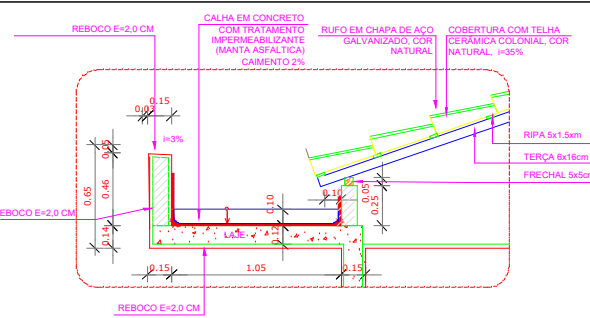 REBOCO E=2,0 CM
CALHA EM CONCRETO
COM TRATAMENTO
IMPERMEABILIZANTE
(MANTA ASFALTICA)
CAIMENTO 2%
RUFO EM CHAPA DE AÇO
GALVANIZADO, COR
NATURAL
COBERTURA COM TELHA
CERÂMICA COLONIAL, COR
NATURAL, i=35%
0.15
0.03
i=3%
0.05
0.65
0.46
0.14
RIPA 5x1.5xm
TERÇA 6x16cm
FRECHAL 5x5cm
0.10
0.10
0.05
0.25
0.12
LAJE
EBOCO E=2,0 CM
0.15
1.05
0.15
REBOCO E=2,0 CM